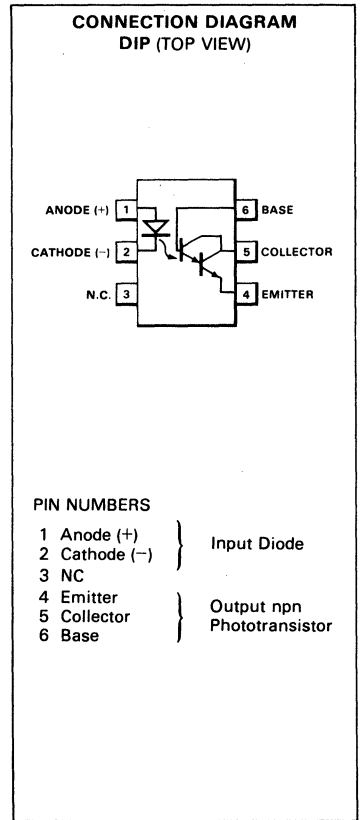 CONNECTION DIAGRAM
DIP (TOP VIEW)
ANODE (+) 1
6 BASE
CATHODE (−) 2
5 COLLECTOR
N.C. 3
4 EMITTER
PIN NUMBERS
1 Anode (+)
2 Cathode (−)
Input Diode
3 NC
4 Emitter
5 Collector
6 Base
Output npn
Phototransistor